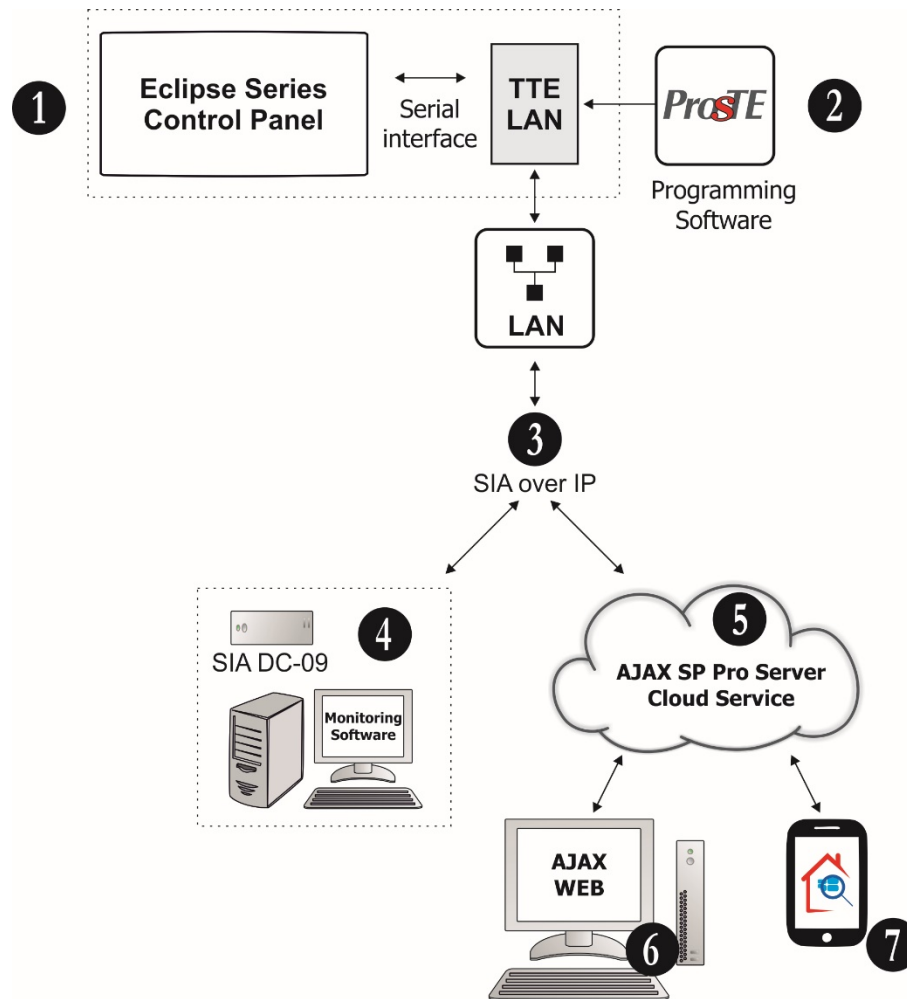 1
Eclipse Series
Control Panel
Serial
interface
TTE
LAN
ProsTE
2
Programming
Software
LAN
3
SIA over IP
4
SIA DC-09
Monitoring
Software
5
AJAX SP Pro Server
Cloud Service
AJAX
WEB
6
7